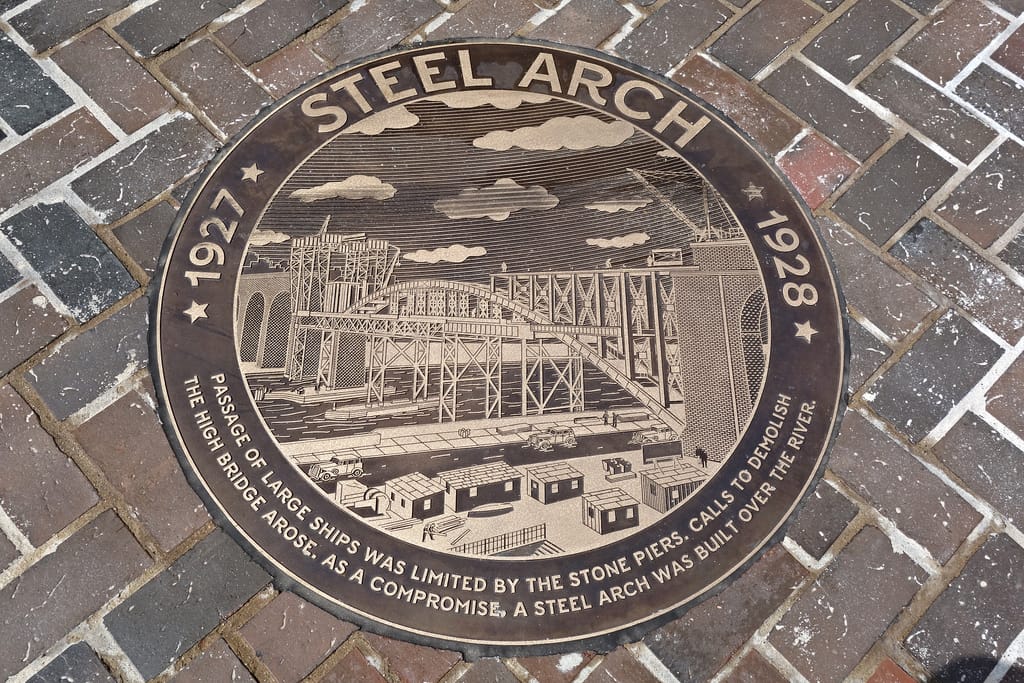 STEEL ARCH
1927
1928
PASSAGE OF LARGE SHIPS WAS LIMITED BY THE STONE PIERS. CALLS TO DEMOLISH
THE HIGH BRIDGE AROSE. AS A COMPROMISE, A STEEL ARCH WAS BUILT OVER THE RIVER.